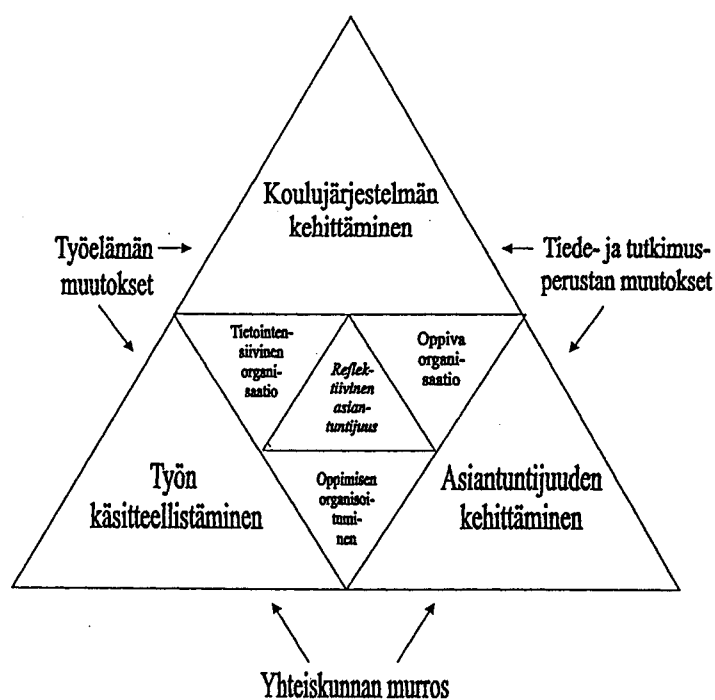 Koulujärjestelmän
kehittäminen
Työelämän
muutokset
Tiede- ja tutkimus-
perustan muutokset
Tietointen-
siivinen
organi-
saatio
Reflek-
tiivinen
asian-
tuntijuus
Oppiva
organi-
saatio
Työn
käsitteellistäminen
Oppimisen
organisoi-
tumi-
nen
Asiantuntijuuden
kehittäminen
Yhteiskunnan murros